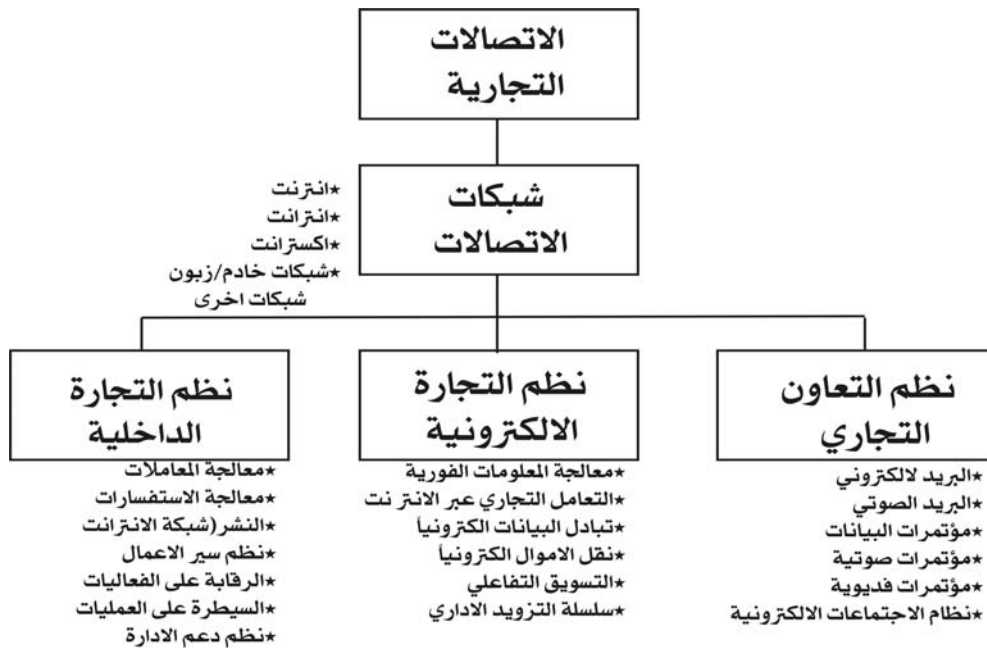 الاتصالات
التجارية
شبكات
الاتصالات
*انترنت
*انترانت
*اكسترانت
*شبكات خادم/زبون
شبكات اخرى
نظم التعاون
التجاري
*البريد لالكتروني
*البريد الصوتي
*مؤتمرات البيانات
*مؤتمرات صوتية
*مؤتمرات فديوية
*نظام الاجتماعات الالكترونية
نظم التجارة
الالكترونية
*معالجة المعلومات الفورية
*التعامل التجاري عبر الانتر نت
*تبادل البيانات الكترونياً
*نقل الاموال الكترونياً
*التسويق التفاعلي
*سلسلة التزويد الاداري
نظم التجارة
الداخلية
*معالجة المعاملات
*معالجة الاستفسارات
*النشر(شبكة الانترانت
*نظم سير الاعمال
*الرقابة على الفعاليات
*السيطرة على العمليات
*نظم دعم الادارة